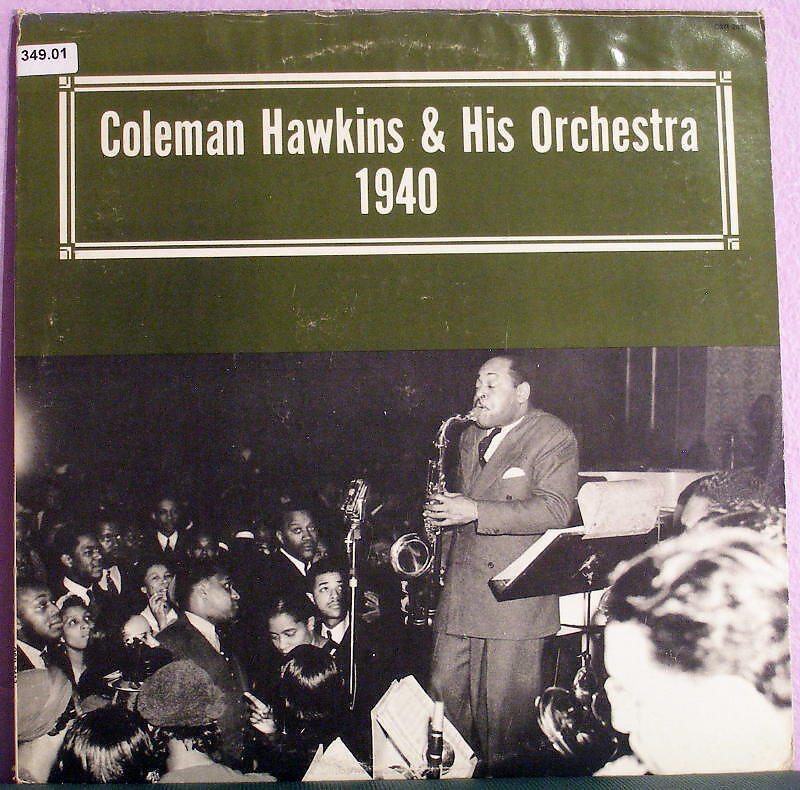 349.01
Coleman Hawkins & His Orchestra
1940